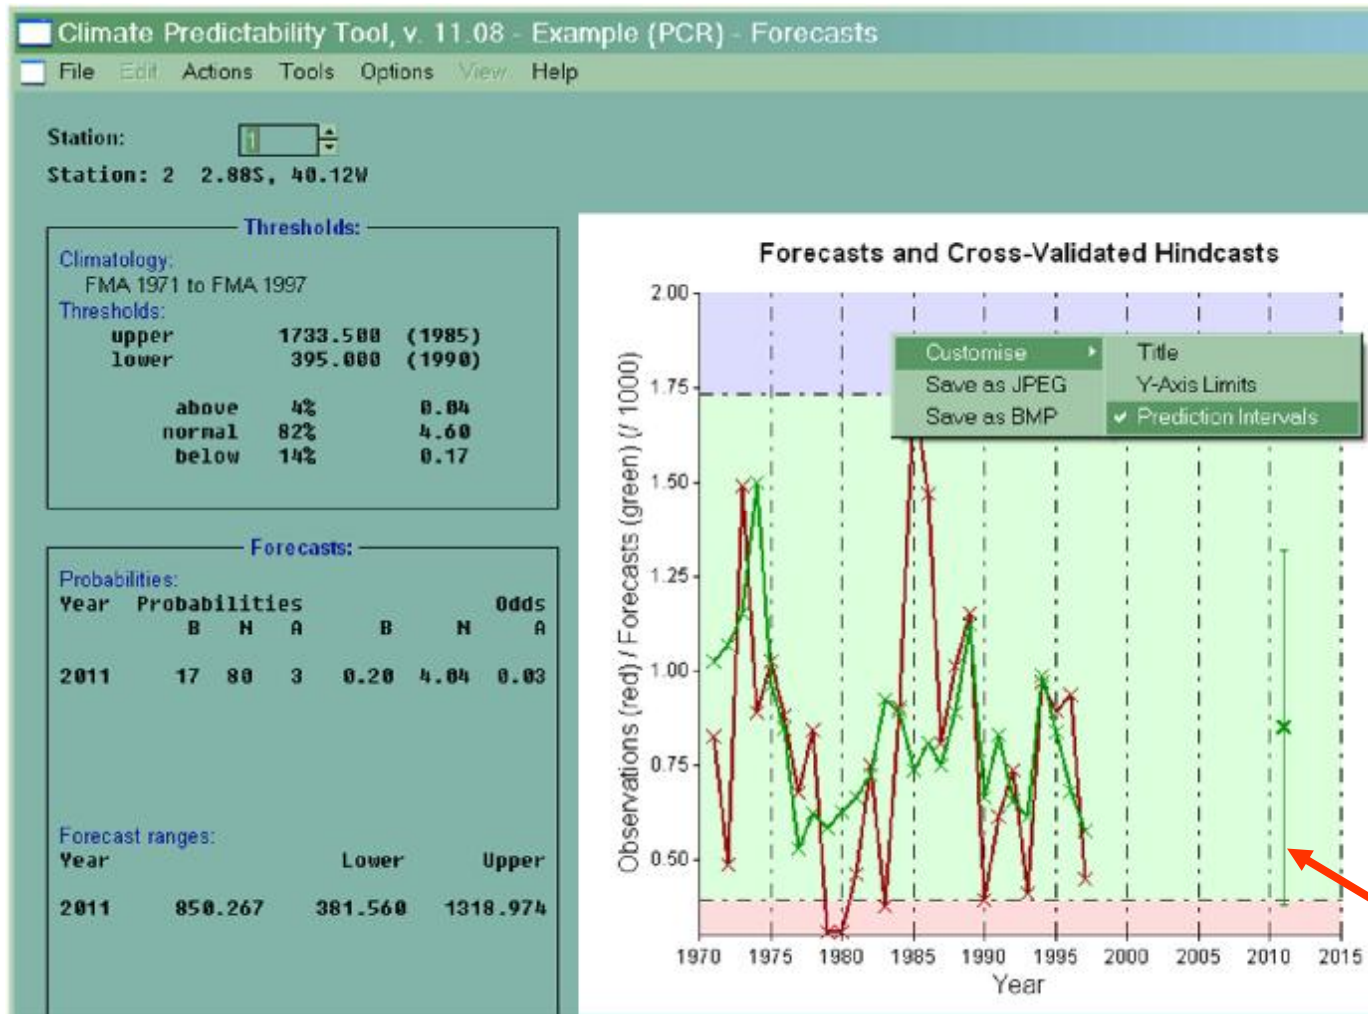 Climate Predictability Tool, v. 11.08 - Example (PCR) - Forecasts
File Edit Actions Tools Options View Help
Station: 1
Station: 2 2.88S, 40.12W
Thresholds:
Climatology:
FMA 1971 to FMA 1997
Thresholds:
upper 1733.500 (1985)
lower 395.000 (1990)
above 4% 0.04
normal 82% 4.60
below 14% 0.17
Forecasts:
Probabilities:
Year Probabilities Odds
B N A B N A
2011 17 80 3 0.20 4.04 0.03
Forecast ranges:
Year Lower Upper
2011 850.267 381.560 1318.974
Forecasts and Cross-Validated Hindcasts
Customise Title
Save as JPEG Y-Axis Limits
Save as BMP Prediction Intervals
Observations (red) / Forecasts (green) (/ 1000)
2.00
1.75
1.50
1.25
1.00
0.75
0.50
1970 1975 1980 1985 1990 1995 2000 2005 2010 2015
Year